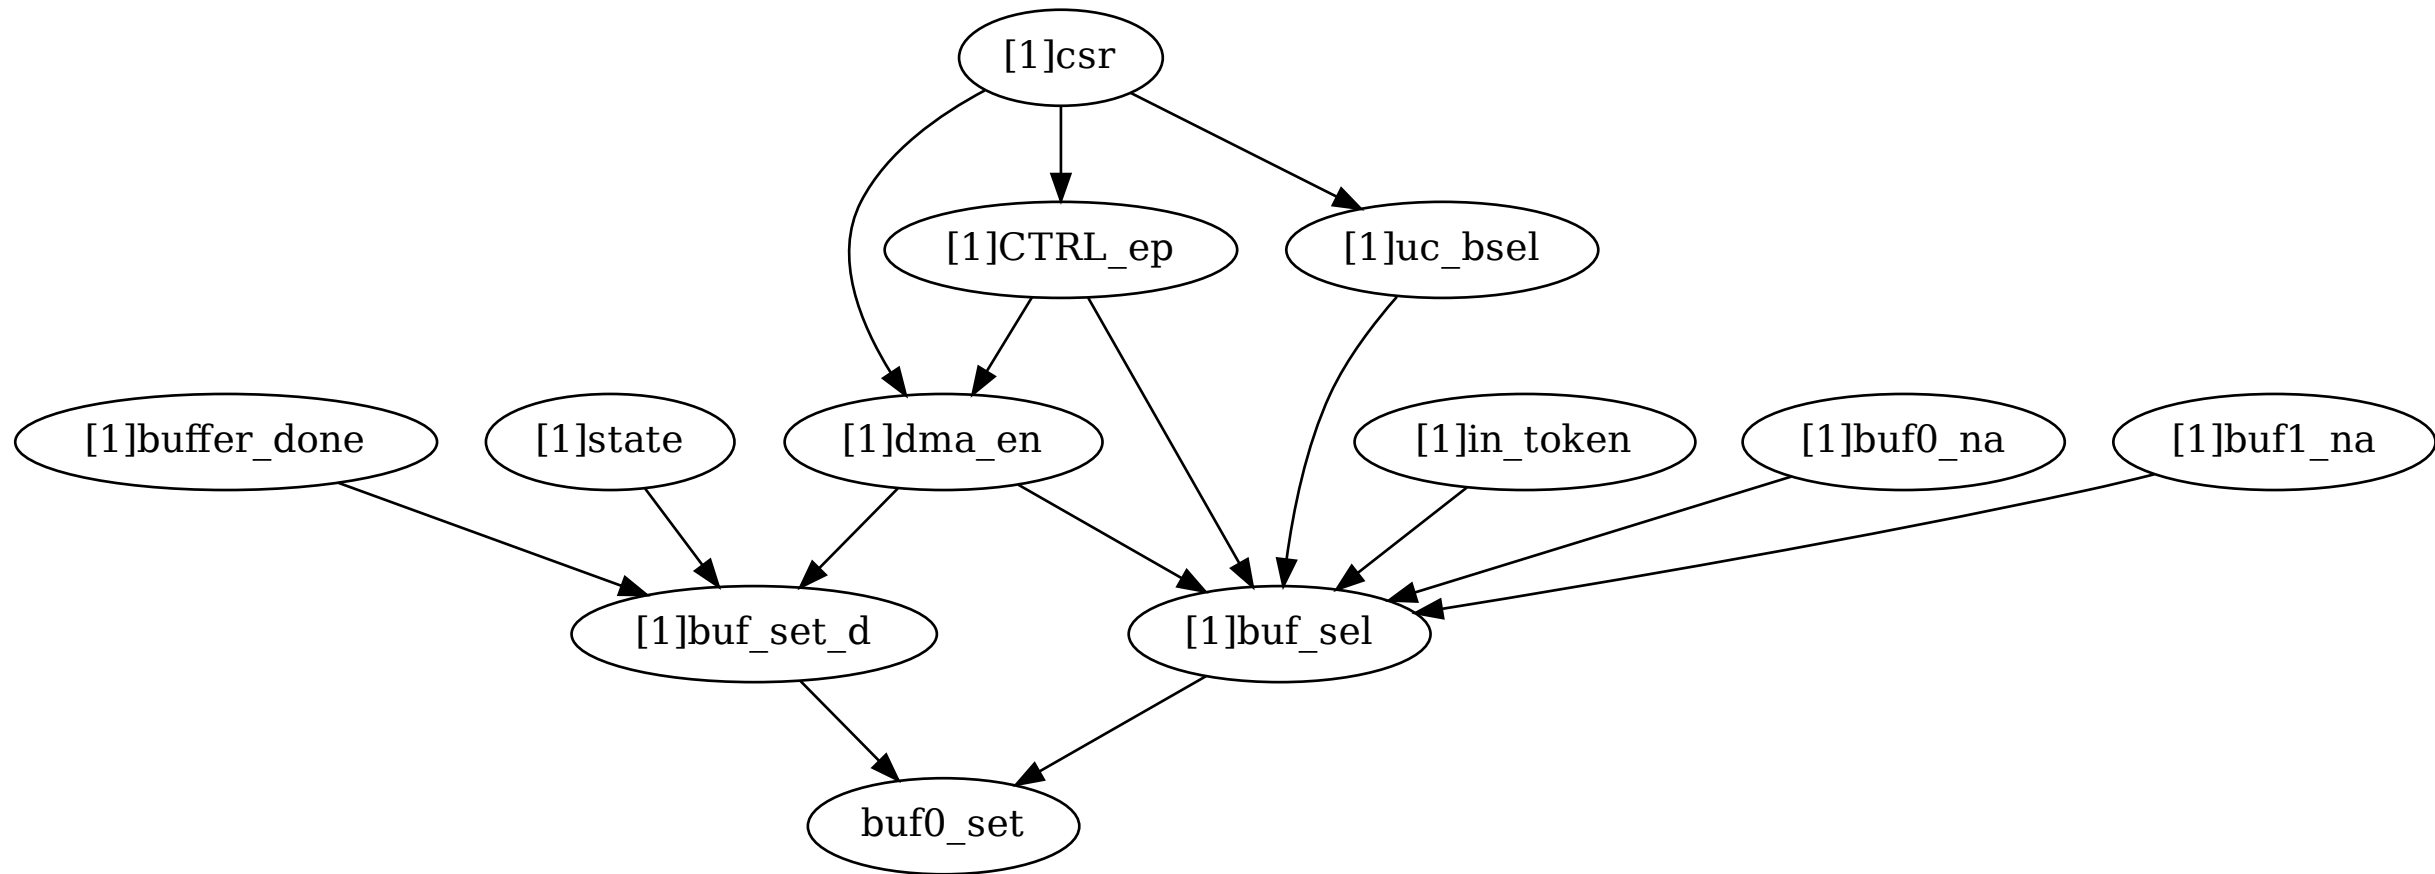 [1]csr
[1]CTRL_ep
[1]uc_bsel
[1]buffer_done
[1]state
[1]dma_en
[1]in_token
[1]buf0_na
[1]buf1_na
[1]buf_set_d
[1]buf_sel
buf0_set